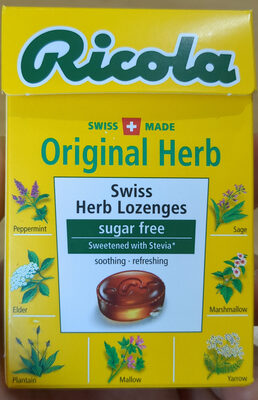 Ricola
SWISS MADE
Original Herb
Swiss
Herb Lozenges
sugar free
Sweetened with Stevia*
soothing · refreshing
Peppermint
Sage
Elder
Marshmallow
Plantain
Mallow
Yarrow